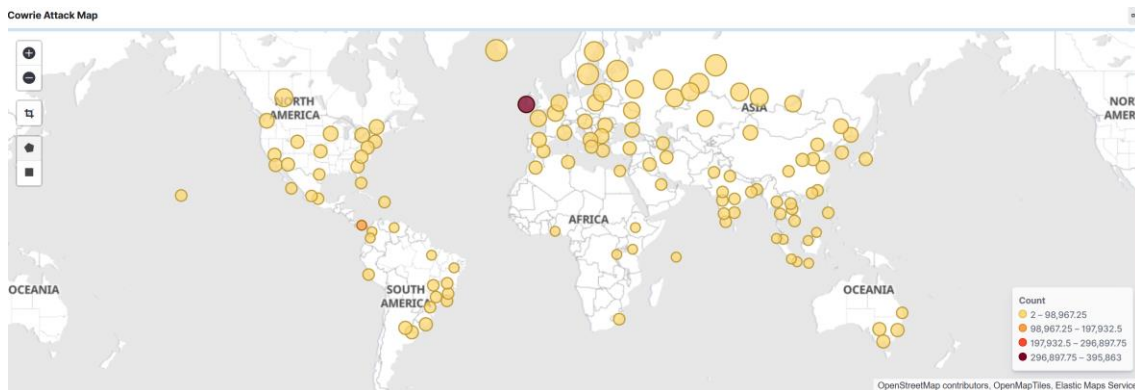 Cowrie Attack Map
NORTH
AMERICA
ASIA
NORTH
AMERICA
AFRICA
OCEANIA
SOUTH
AMERICA
OCEANIA
Count
2 – 98,967.25
98,967.25 – 197,932.5
197,932.5 – 296,897.75
296,897.75 – 395,863
OpenStreetMap contributors, OpenMapTiles, Elastic Maps Service